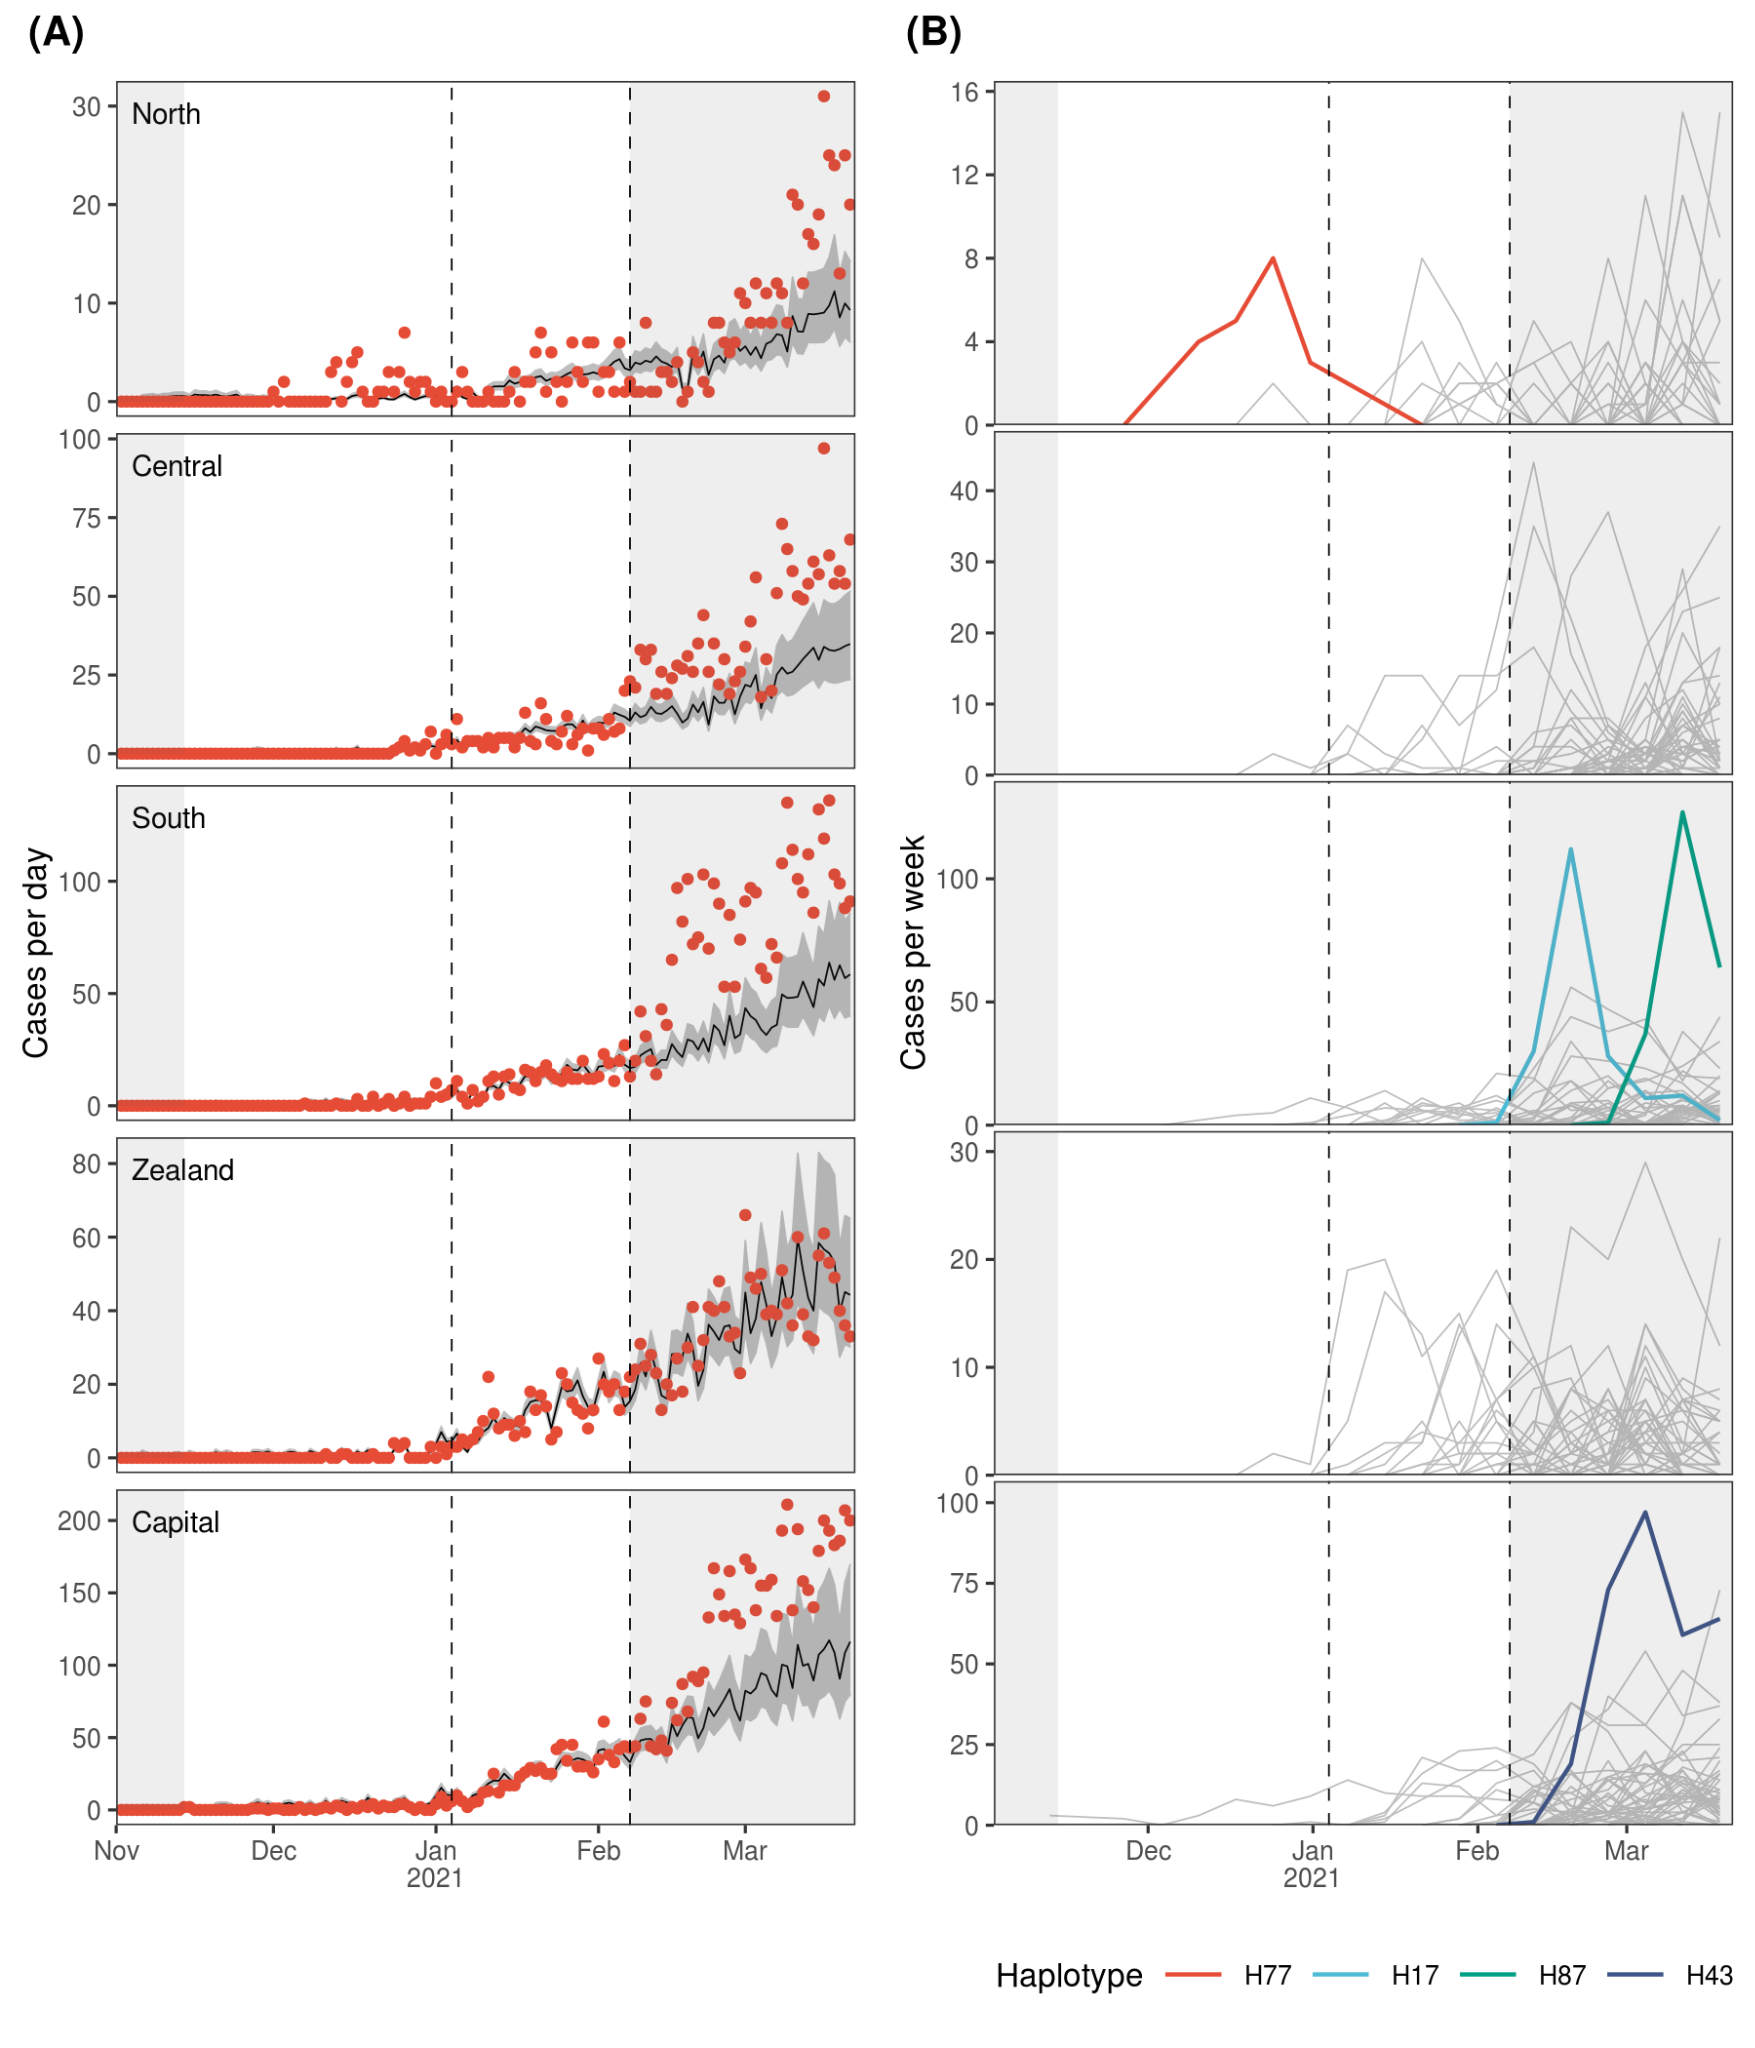 (A)
(B)
Cases per day
North
30
20
10
0
Central
100
75
50
25
0
South
100
50
0
Zealand
80
60
40
20
0
Capital
200
150
100
50
0
Nov
Dec
Jan
Feb
Mar
2021
Cases per week
16
12
8
4
0
40
30
20
10
0
100
50
0
30
20
10
0
100
75
50
25
0
Dec
Jan
Feb
Mar
2021
Haplotype H77 H17 H87 H43